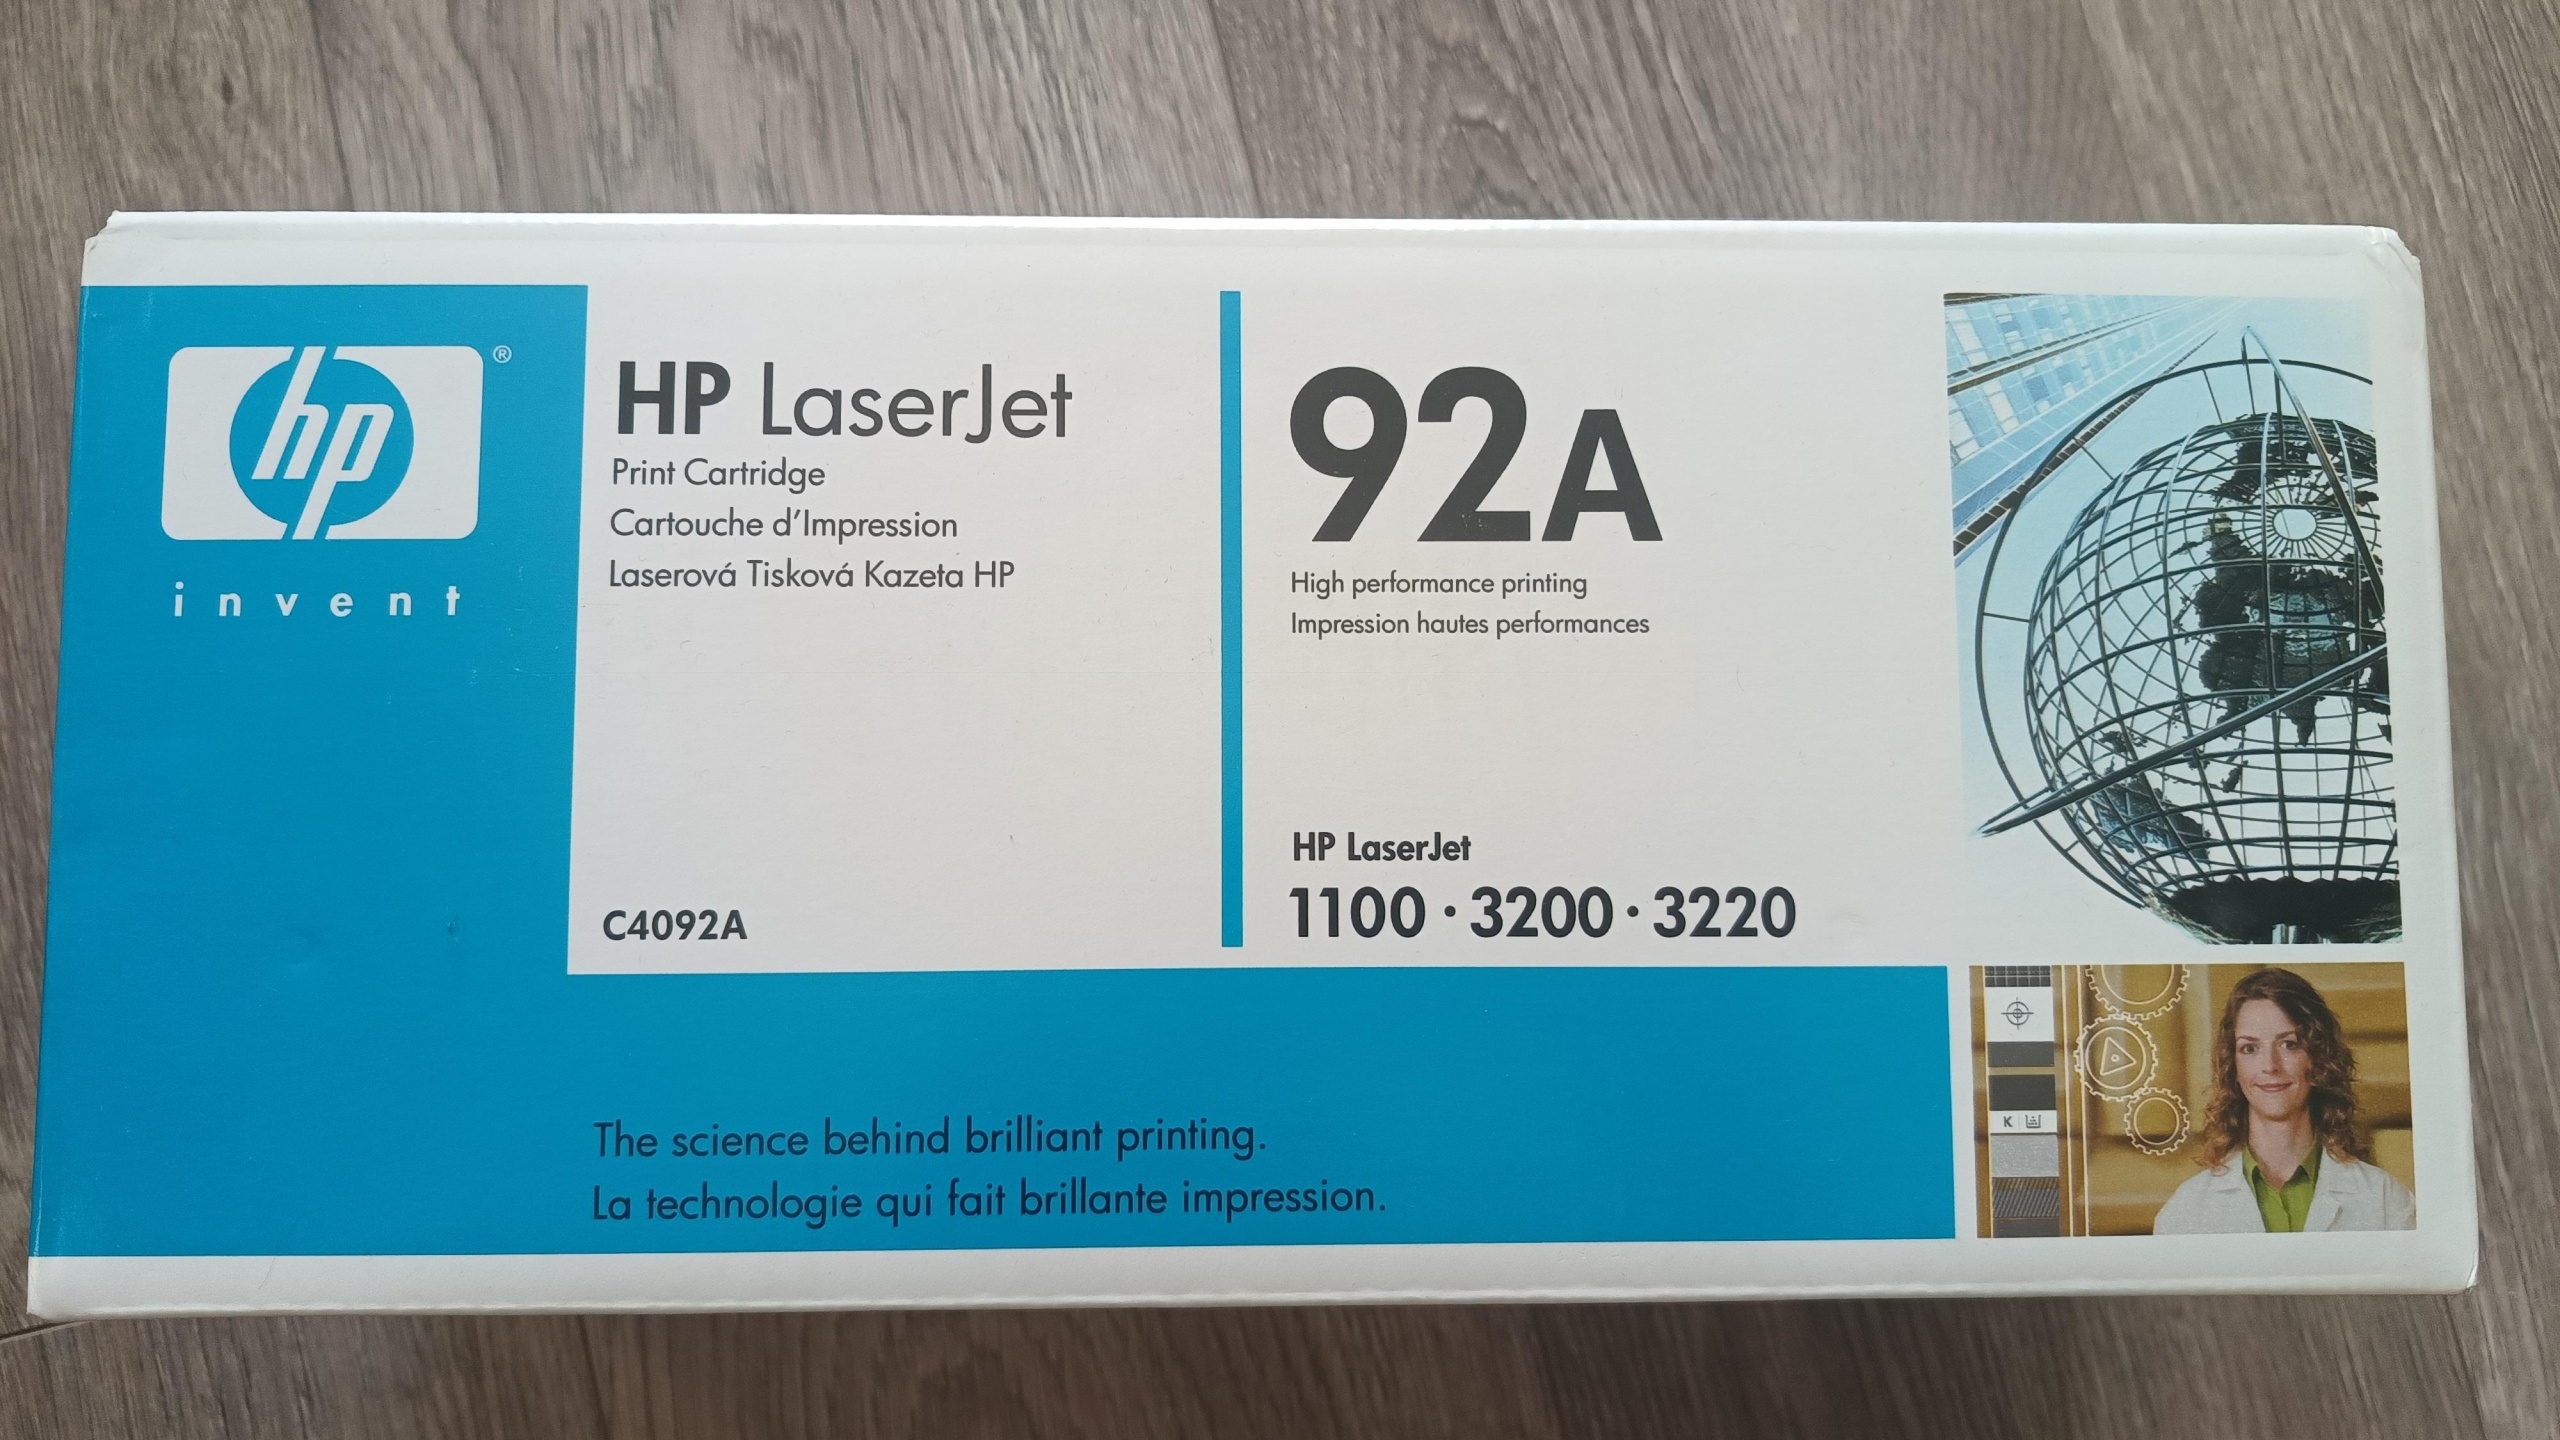 hp®
invent
HP LaserJet
Print Cartridge
Cartouche d'Impression
Laserová Tisková Kazeta HP
C4092A
92A
High performance printing
Impression hautes performances
HP LaserJet
1100 · 3200 · 3220
The science behind brilliant printing.
La technologie qui fait brillante impression.
K